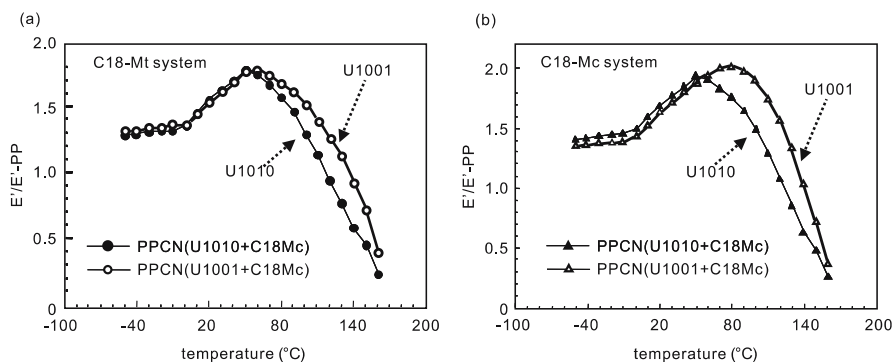 (a)
2.0
1.5
1.0
0.5
0
E'/E'-PP
C18-Mt system
U1001
U1010
PPCN(U1010+C18Mc)
PPCN(U1001+C18Mc)
-100
-40
20
80
140
200
temperature (°C)
(b)
2.0
1.5
1.0
0.5
0.0
E'/E'-PP
C18-Mc system
U1001
U1010
PPCN(U1010+C18Mc)
PPCN(U1001+C18Mc)
-100
-40
20
80
140
200
temperature (°C)